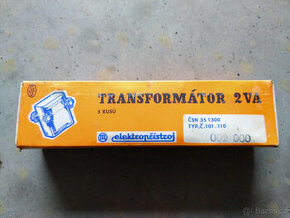 TRANSFORMÁTOR 2VA
5 KUSŮ
elektropřístroj
ČSN 35 1300
TYP.Č.101-110
002 000